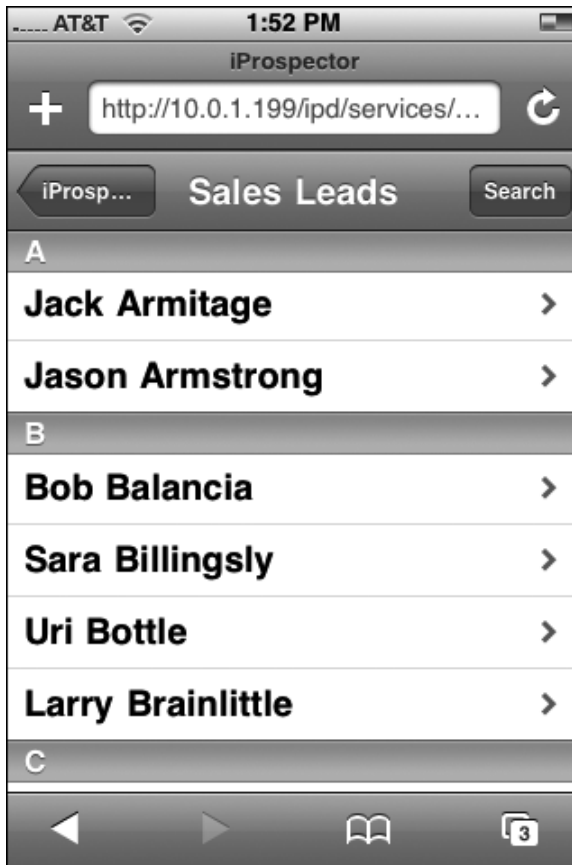 ..... AT&T 1:52 PM
iProspector
http://10.0.1.199/ipd/services/...
iProsp... Sales Leads Search
A
Jack Armitage
Jason Armstrong
B
Bob Balancia
Sara Billingsly
Uri Bottle
Larry Brainlittle
C
3